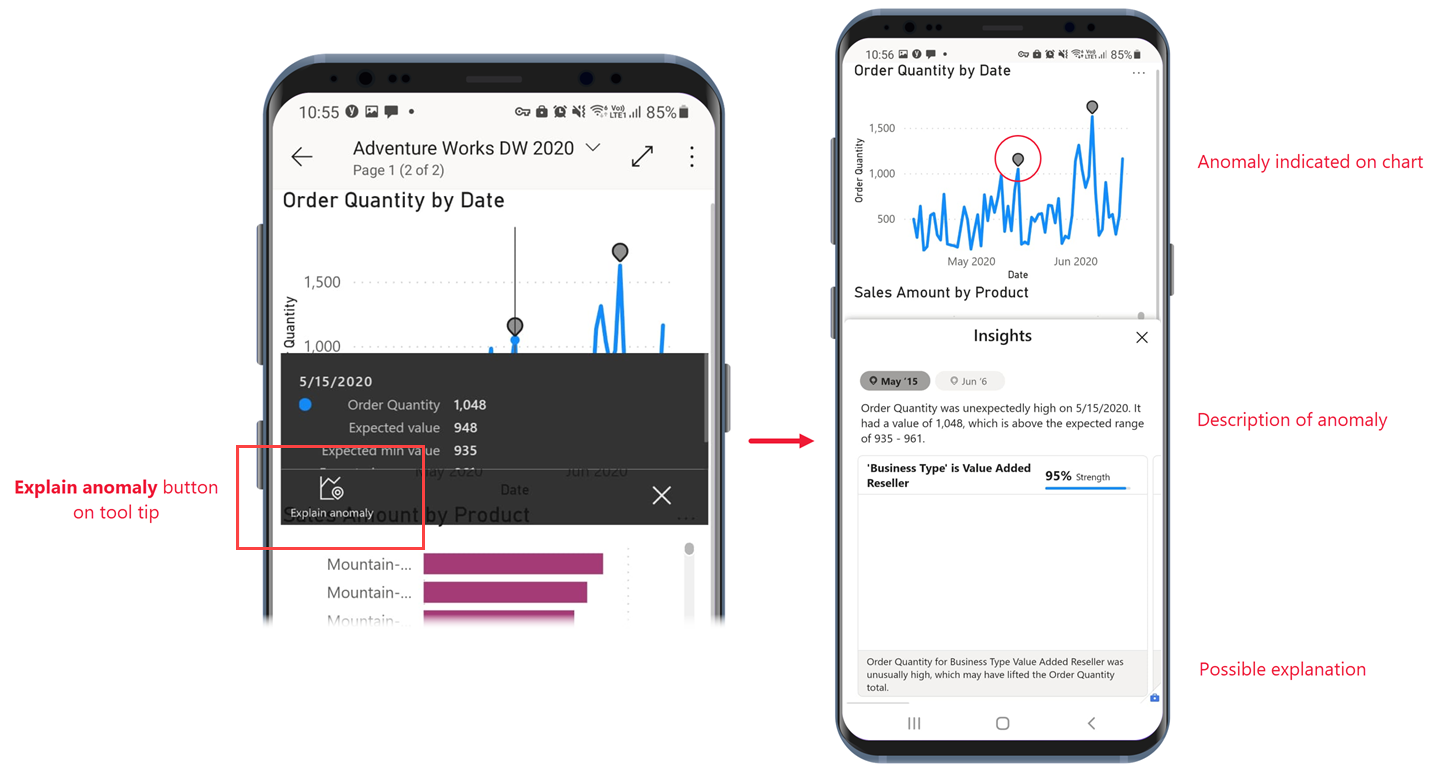 10:55
Vo) LTE1 85%
Adventure Works DW 2020
Page 1 (2 of 2)
Order Quantity by Date
1,500
1,000
Quantity
5/15/2020
Order Quantity 1,048
Expected value 948
Expected min value 935
May 2020 Jun 2020
Date
Explain anomaly
Sales Amount by Product
Mountain-...
Mountain-...
Mountain-...
Explain anomaly button
on tool tip
10:56
Vo) LTE1 85%
Order Quantity by Date
Order Quantity
1,500
1,000
500
May 2020 Jun 2020
Date
Sales Amount by Product
Insights
May '15
Jun '6
Order Quantity was unexpectedly high on 5/15/2020. It
had a value of 1,048, which is above the expected range
of 935 - 961.
'Business Type' is Value Added
Reseller
95% Strength
Order Quantity for Business Type Value Added Reseller was
unusually high, which may have lifted the Order Quantity
total.
Anomaly indicated on chart
Description of anomaly
Possible explanation